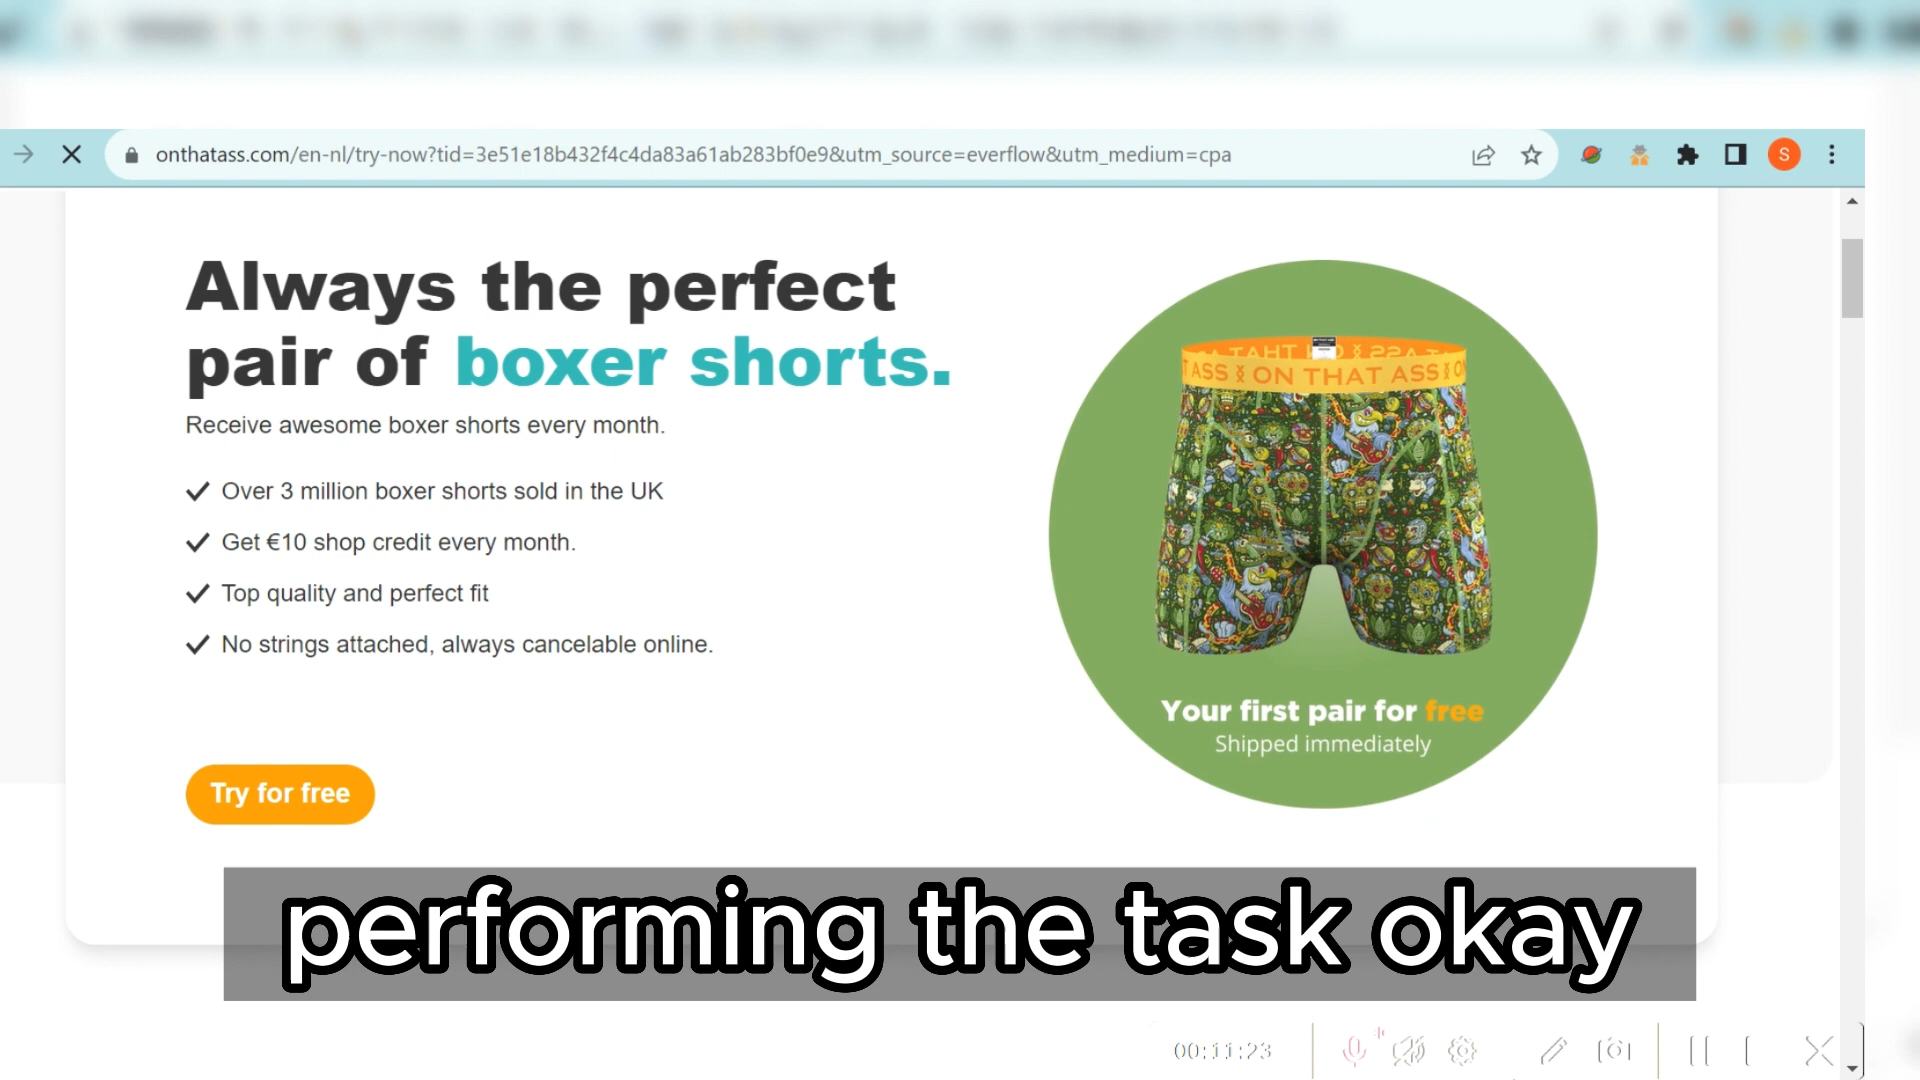 onthatass.com/en-nl/try-now?tid=3e51e18b432f4c4da83a61ab283bf0e9&utm_source=everflow&utm_medium=cpa
S
Always the perfect
pair of boxer shorts.
Receive awesome boxer shorts every month.
Over 3 million boxer shorts sold in the UK
Get €10 shop credit every month.
Top quality and perfect fit
No strings attached, always cancelable online.
Try for free
T ASS ON THAT ASS O
Your first pair for free
Shipped immediately
performing the task okay
00:11:23